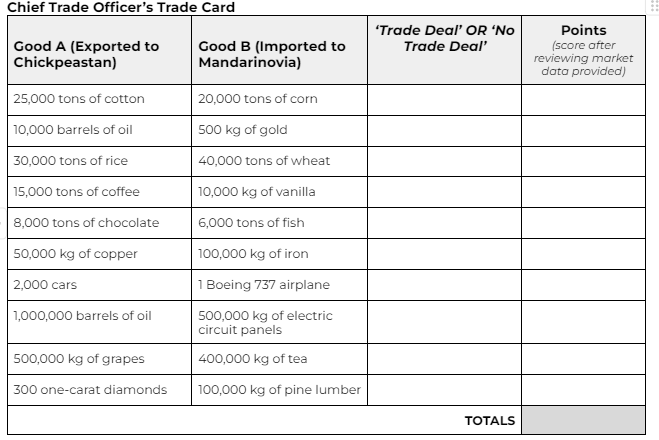 Chief Trade Officer's Trade Card
Good A (Exported to Chickpeastan) Good B (Imported to Mandarinovia) 'Trade Deal' OR 'No Trade Deal' Points (score after reviewing market data provided)
25,000 tons of cotton 20,000 tons of corn
10,000 barrels of oil 500 kg of gold
30,000 tons of rice 40,000 tons of wheat
15,000 tons of coffee 10,000 kg of vanilla
8,000 tons of chocolate 6,000 tons of fish
50,000 kg of copper 100,000 kg of iron
2,000 cars 1 Boeing 737 airplane
1,000,000 barrels of oil 500,000 kg of electric circuit panels
500,000 kg of grapes 400,000 kg of tea
300 one-carat diamonds 100,000 kg of pine lumber
TOTALS